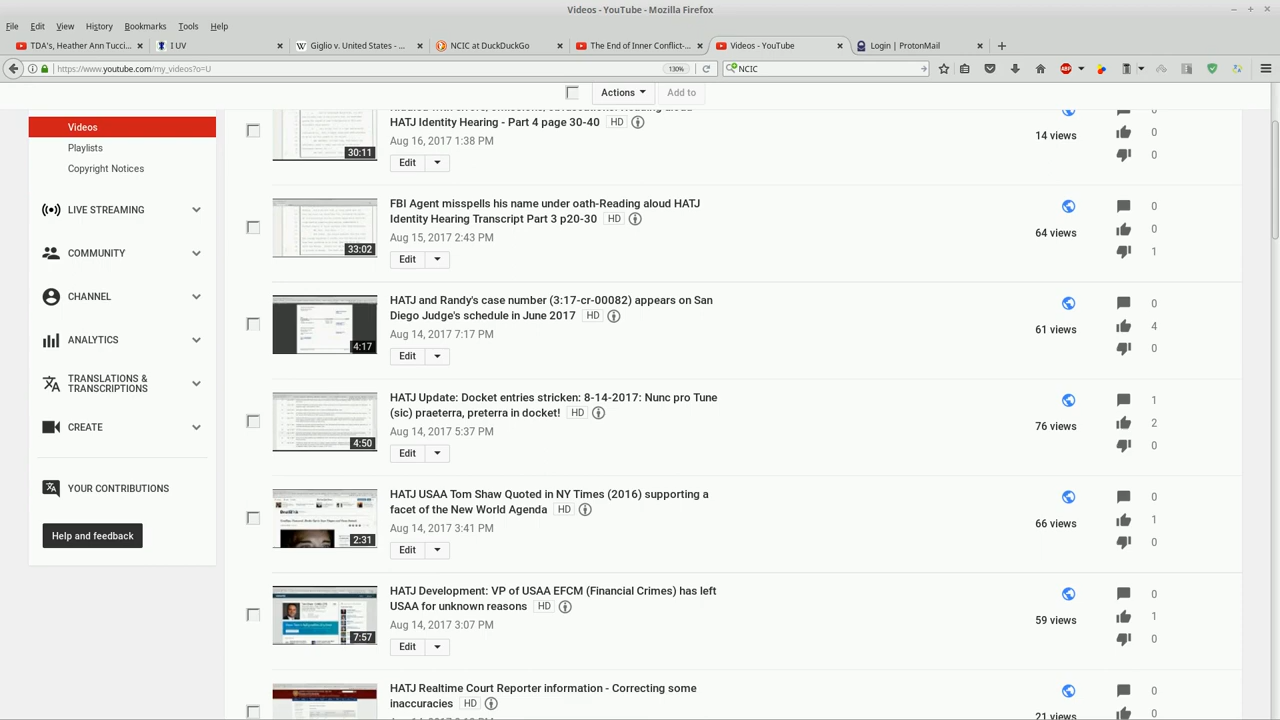 Videos - YouTube - Mozilla Firefox
File Edit View History Bookmarks Tools Help
TDA's, Heather Ann Tucci... I UV Giglio v. United States - ... NCIC at DuckDuckGo The End of Inner Conflict-... Videos - YouTube Login | ProtonMail
https://www.youtube.com/my_videos?o=U 130% NCIC
Actions Add to
Videos
Playlists
Copyright Notices
LIVE STREAMING
COMMUNITY
CHANNEL
ANALYTICS
TRANSLATIONS &
TRANSCRIPTIONS
CREATE
YOUR CONTRIBUTIONS
Help and feedback
HATJ Identity Hearing - Part 4 page 30-40 HD
Aug 16, 2017 1:38 PM
Edit
30:11
14 views
0
0
0
FBI Agent misspells his name under oath-Reading aloud HATJ
Identity Hearing Transcript Part 3 p20-30 HD
Aug 15, 2017 2:43 PM
Edit
33:02
64 views
0
0
1
HATJ and Randy's case number (3:17-cr-00082) appears on San
Diego Judge's schedule in June 2017 HD
Aug 14, 2017 7:17 PM
Edit
4:17
61 views
0
4
0
HATJ Update: Docket entries stricken: 8-14-2017: Nunc pro Tune
(sic) praeterra, preterra in docket! HD
Aug 14, 2017 5:37 PM
Edit
4:50
76 views
1
2
0
HATJ USAA Tom Shaw Quoted in NY Times (2016) supporting a
facet of the New World Agenda HD
Aug 14, 2017 3:41 PM
Edit
2:31
66 views
0
1
0
HATJ Development: VP of USAA EFCM (Financial Crimes) has left
USAA for unknown reasons HD
Aug 14, 2017 3:07 PM
Edit
7:57
59 views
0
1
0
HATJ Realtime Court Reporter information - Correcting some
inaccuracies HD
21 views
0
0